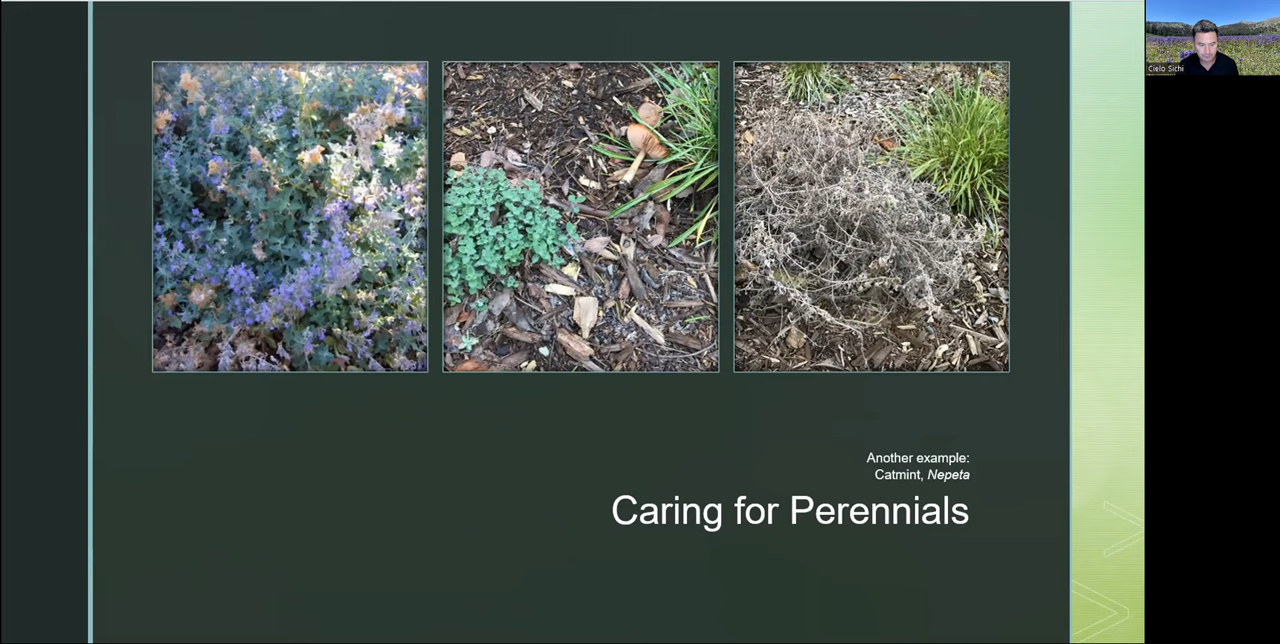 Cielo Sichi
Another example:
Catmint, Nepeta
Caring for Perennials